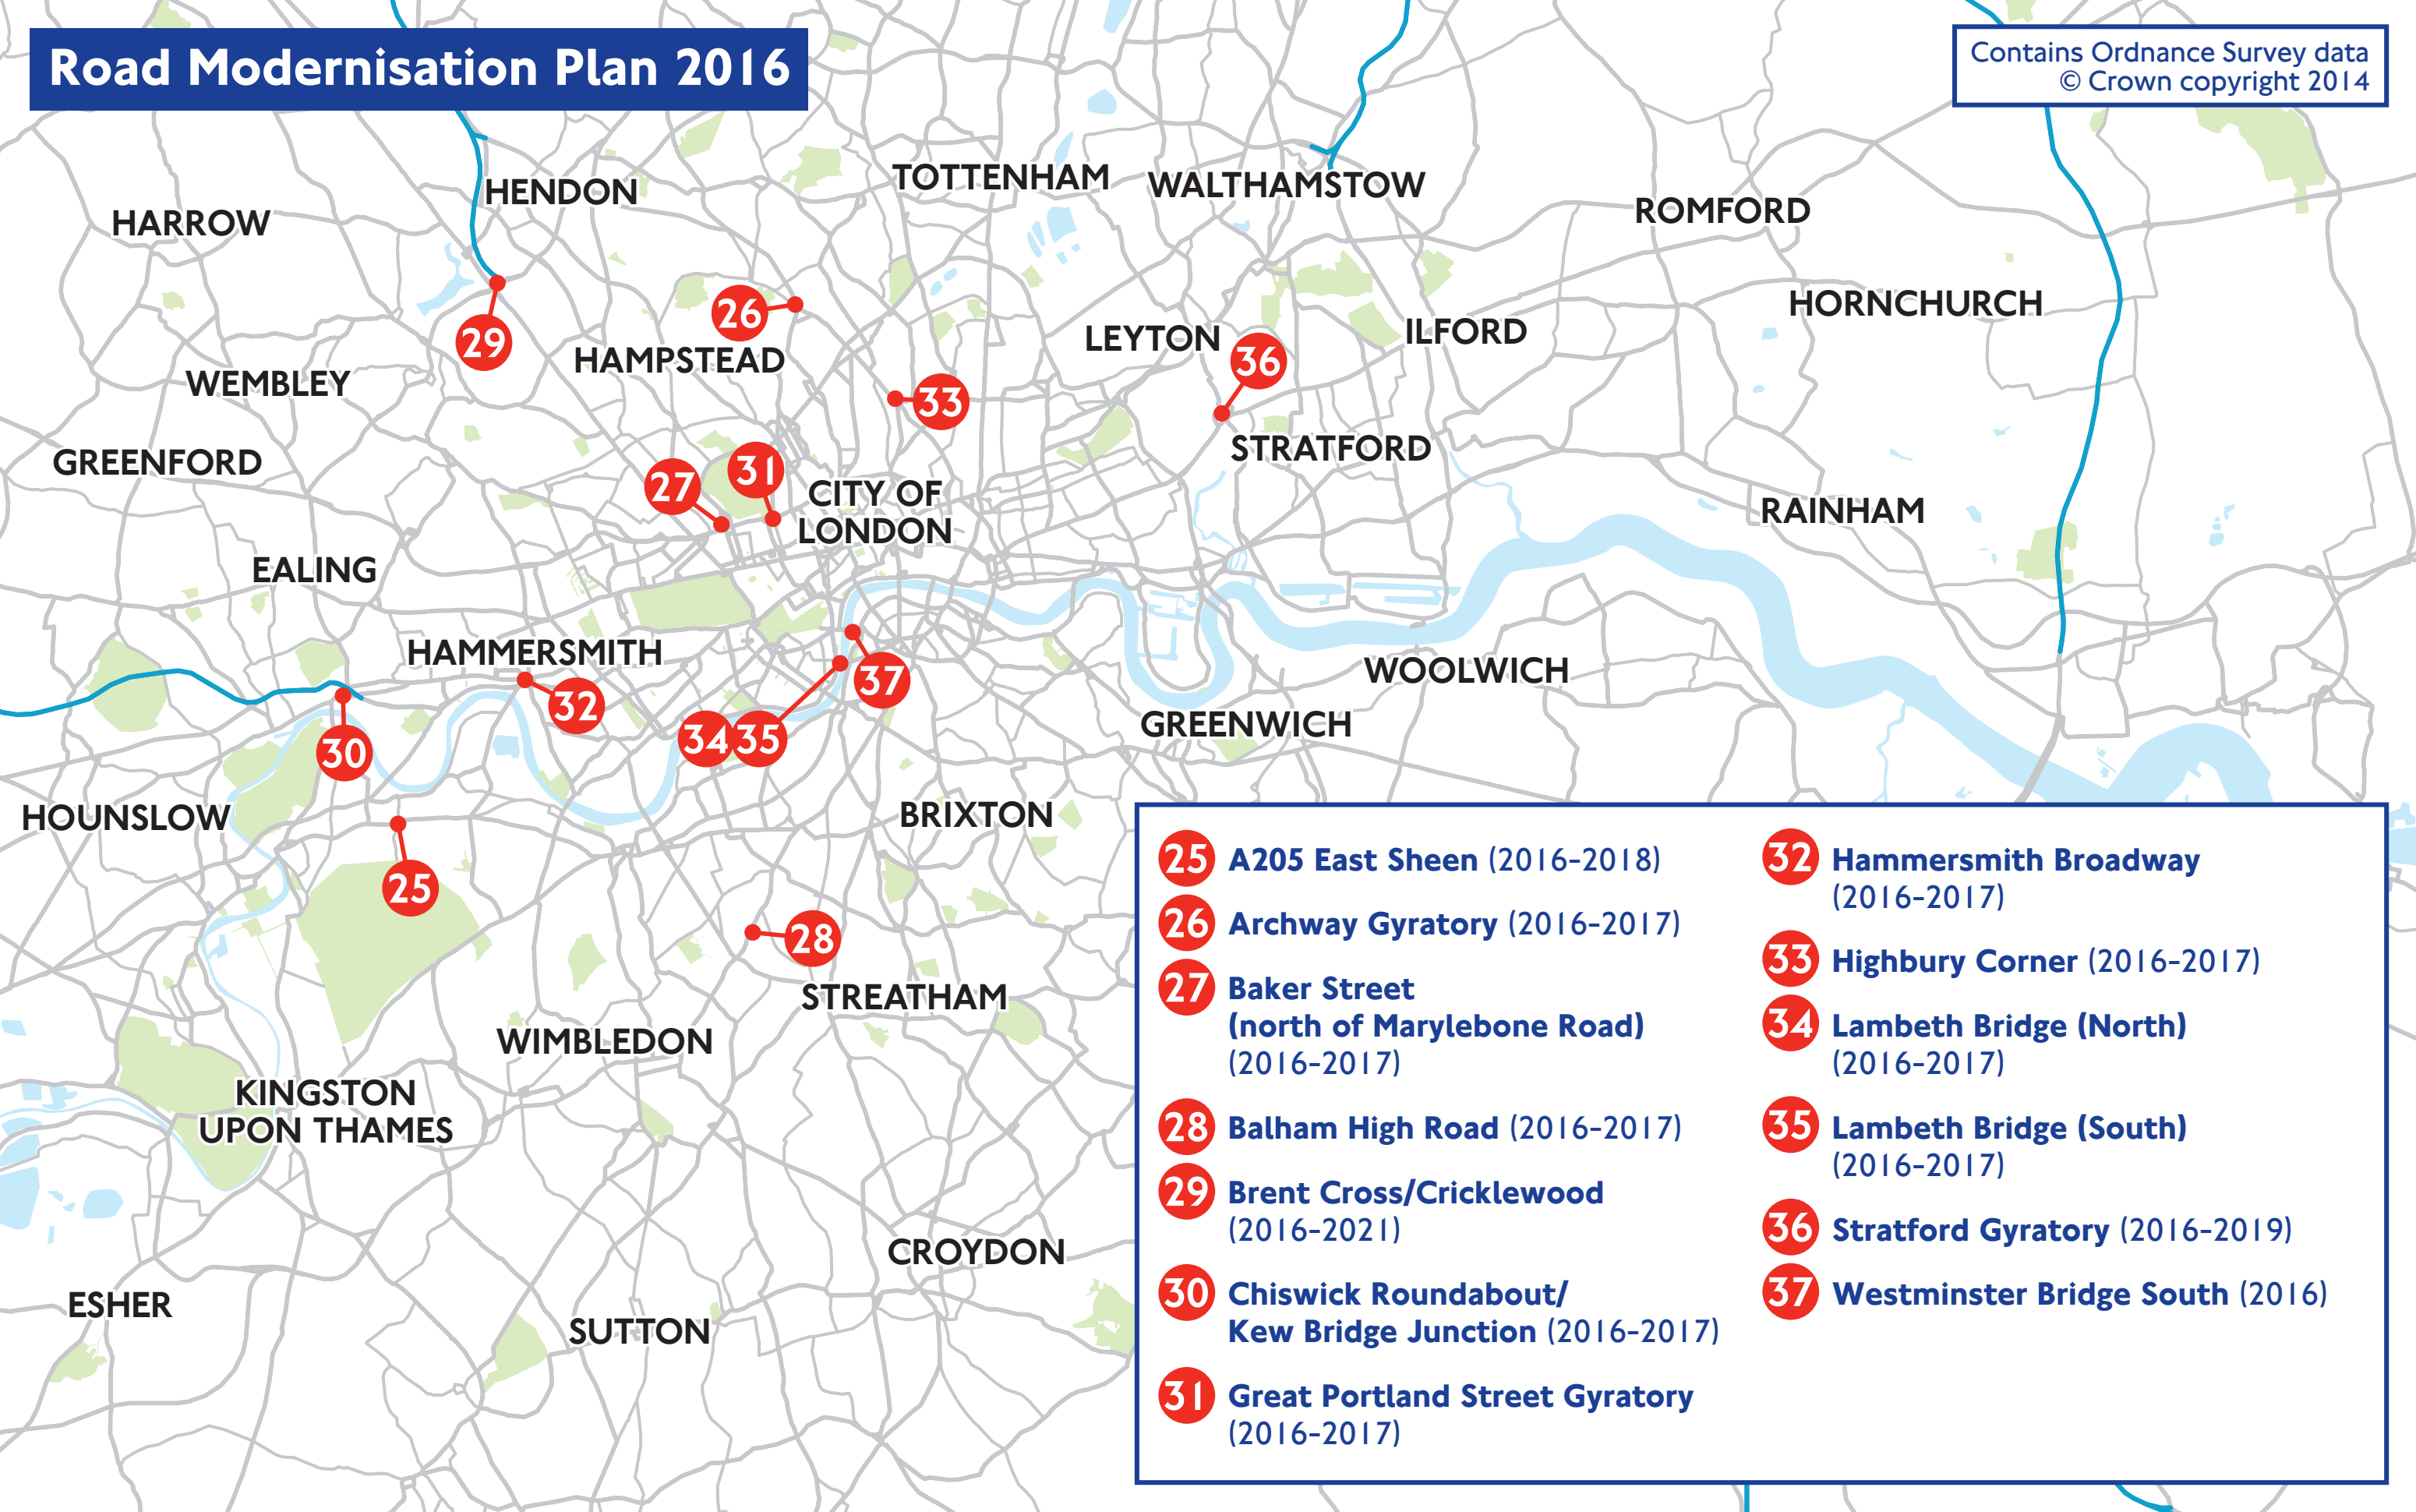 Road Modernisation Plan 2016
Contains Ordnance Survey data
© Crown copyright 2014
TOTTENHAM
WALTHAMSTOW
HENDON
HARROW
ROMFORD
HORNCHURCH
29
26
HAMPSTEAD
LEYTON
36
ILFORD
WEMBLEY
33
STRATFORD
GREENFORD
27
31
CITY OF
LONDON
RAINHAM
EALING
HAMMERSMITH
32
37
WOOLWICH
30
34
35
GREENWICH
HOUNSLOW
BRIXTON
25
28
STREATHAM
WIMBLEDON
KINGSTON
UPON THAMES
CROYDON
ESHER
SUTTON
25 A205 East Sheen (2016-2018)
26 Archway Gyratory (2016-2017)
27 Baker Street
(north of Marylebone Road)
(2016-2017)
28 Balham High Road (2016-2017)
29 Brent Cross/Cricklewood
(2016-2021)
30 Chiswick Roundabout/
Kew Bridge Junction (2016-2017)
31 Great Portland Street Gyratory
(2016-2017)
32 Hammersmith Broadway
(2016-2017)
33 Highbury Corner (2016-2017)
34 Lambeth Bridge (North)
(2016-2017)
35 Lambeth Bridge (South)
(2016-2017)
36 Stratford Gyratory (2016-2019)
37 Westminster Bridge South (2016)